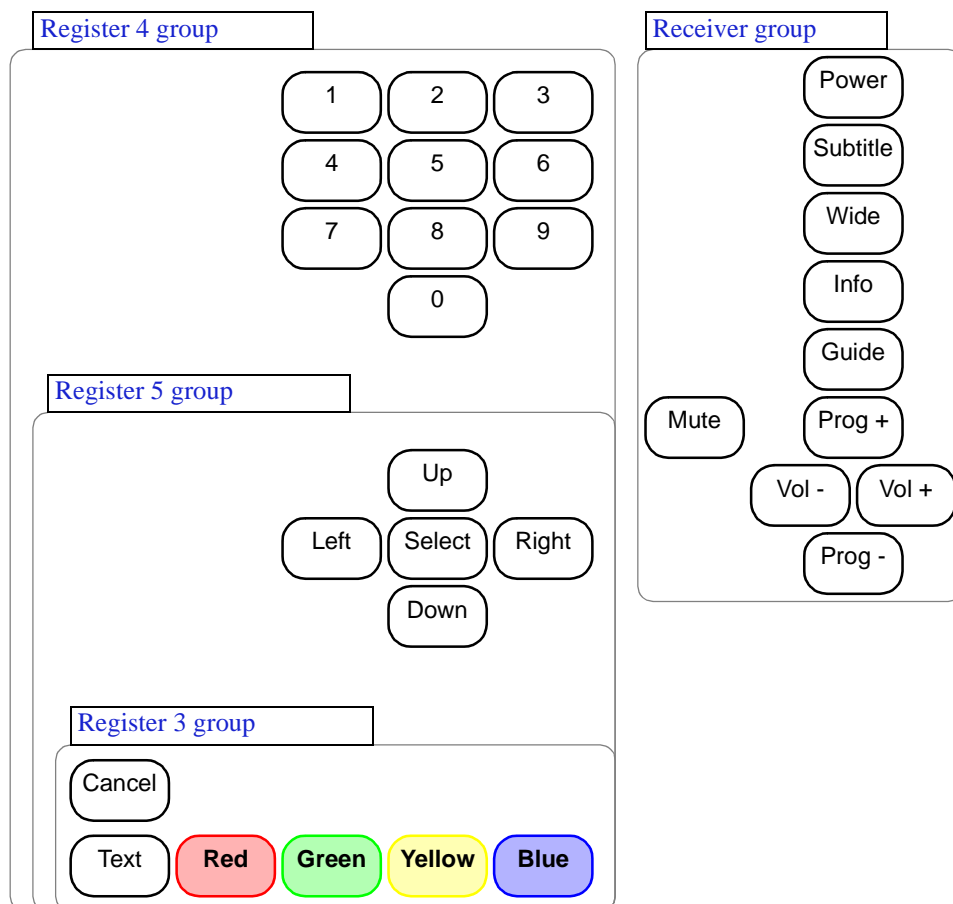 Register 4 group
1 2 3
4 5 6
7 8 9
0
Register 5 group
Up
Left Select Right
Down
Register 3 group
Cancel
Text Red Green Yellow Blue
Receiver group
Power
Subtitle
Wide
Info
Guide
Mute Prog +
Vol - Vol +
Prog -